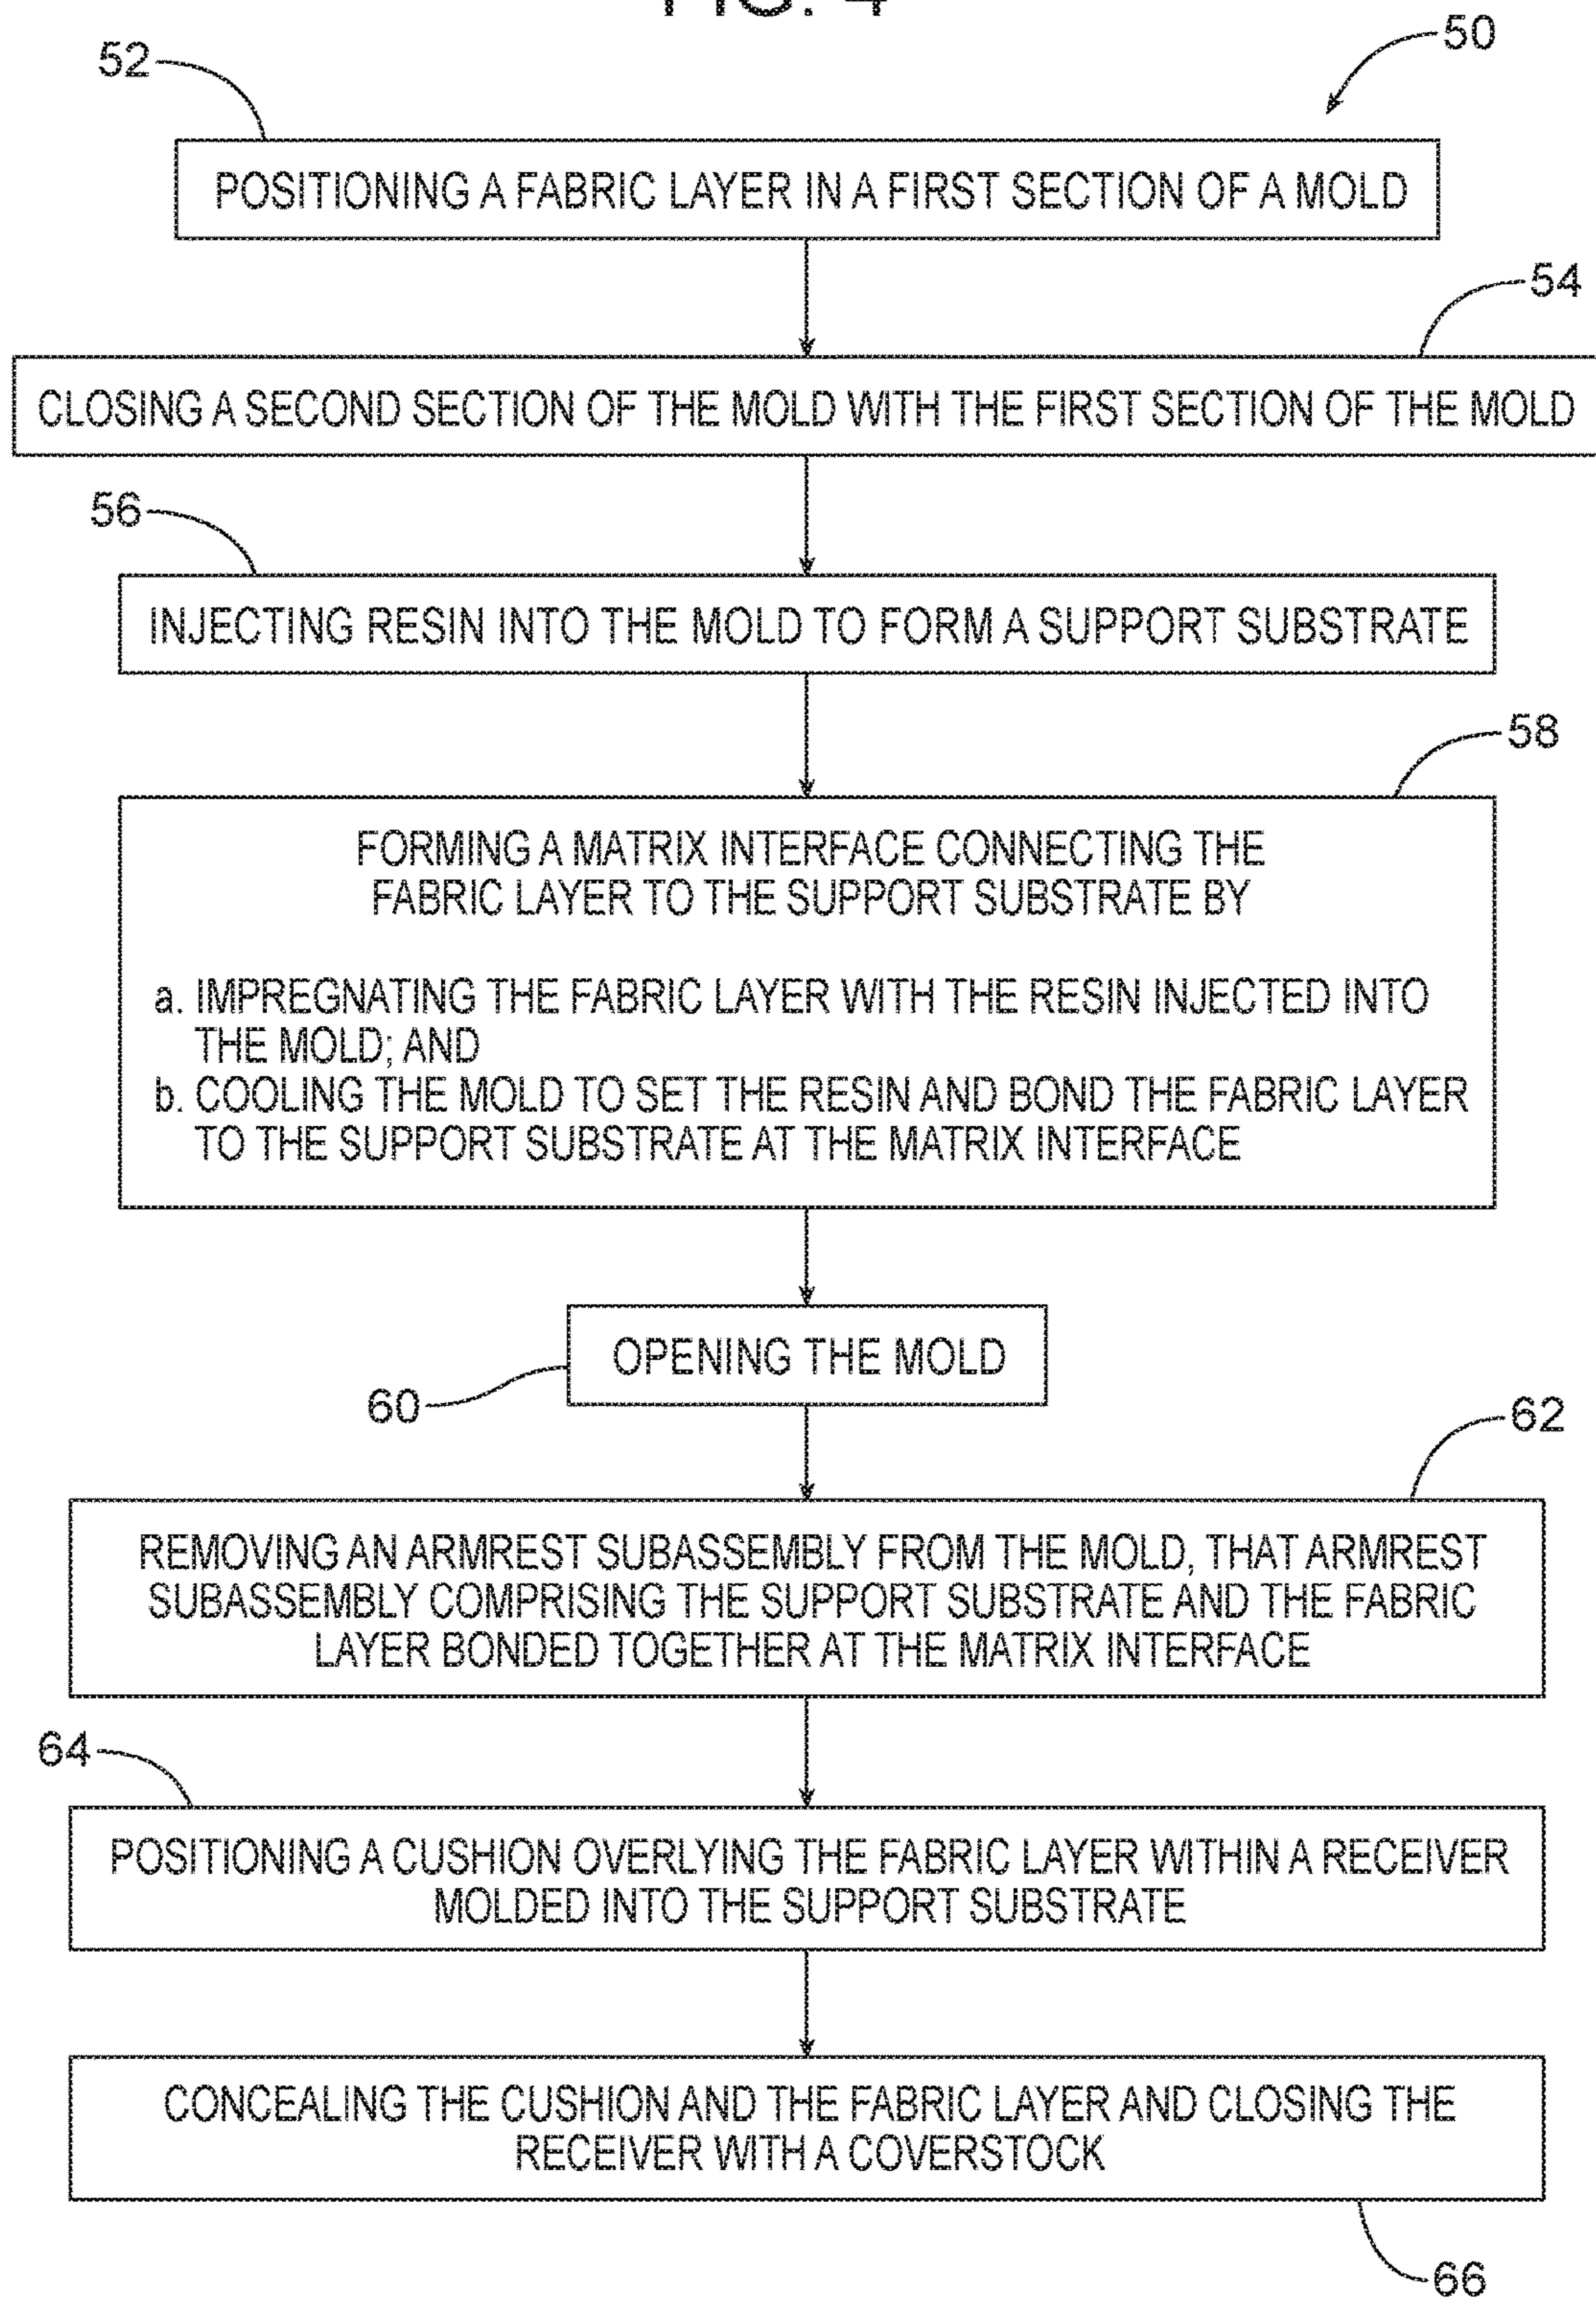 FIG. 4
50
52
POSITIONING A FABRIC LAYER IN A FIRST SECTION OF A MOLD
54
CLOSING A SECOND SECTION OF THE MOLD WITH THE FIRST SECTION OF THE MOLD
56
INJECTING RESIN INTO THE MOLD TO FORM A SUPPORT SUBSTRATE
58
FORMING A MATRIX INTERFACE CONNECTING THE
FABRIC LAYER TO THE SUPPORT SUBSTRATE BY
a. IMPREGNATING THE FABRIC LAYER WITH THE RESIN INJECTED INTO
THE MOLD; AND
b. COOLING THE MOLD TO SET THE RESIN AND BOND THE FABRIC LAYER
TO THE SUPPORT SUBSTRATE AT THE MATRIX INTERFACE
OPENING THE MOLD
60
62
REMOVING AN ARMREST SUBASSEMBLY FROM THE MOLD, THAT ARMREST
SUBASSEMBLY COMPRISING THE SUPPORT SUBSTRATE AND THE FABRIC
LAYER BONDED TOGETHER AT THE MATRIX INTERFACE
64
POSITIONING A CUSHION OVERLYING THE FABRIC LAYER WITHIN A RECEIVER
MOLDED INTO THE SUPPORT SUBSTRATE
CONCEALING THE CUSHION AND THE FABRIC LAYER AND CLOSING THE
RECEIVER WITH A COVERSTOCK
66